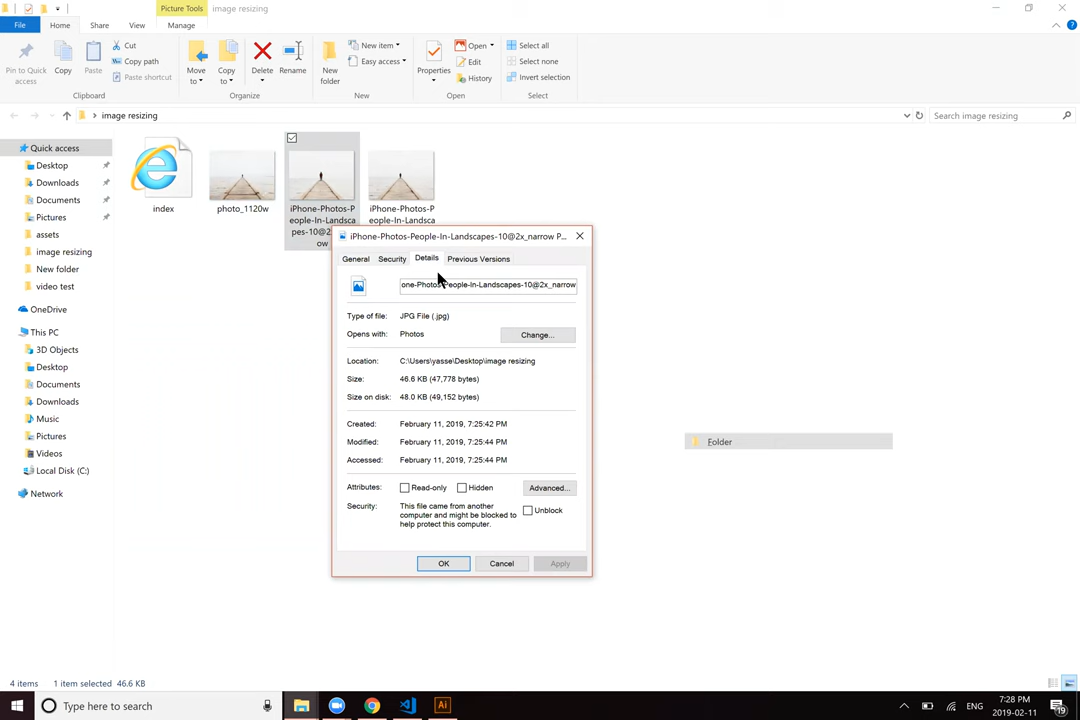 Picture Tools
image resizing
File
Home
Share
View
Manage
Pin to Quick
access
Copy
Paste
Cut
Copy path
Paste shortcut
Clipboard
Move
to
Copy
to
Delete
Rename
Organize
New
folder
New item
Easy access
New
Properties
Open
Edit
History
Open
Select all
Select none
Invert selection
Select
image resizing
Search image resizing
Quick access
Desktop
Downloads
Documents
Pictures
assets
image resizing
New folder
video test
OneDrive
This PC
3D Objects
Desktop
Documents
Downloads
Music
Pictures
Videos
Local Disk (C:)
Network
index
photo_1120w
iPhone-Photos-P
eople-In-Landsca
pes-10@2
ow
iPhone-Photos-P
eople-In-Landsca
iPhone-Photos-People-In-Landscapes-10@2x_narrow P...
General
Security
Details
Previous Versions
one-Photos-People-In-Landscapes-10@2x_narrow
Type of file: JPG File (.jpg)
Opens with: Photos
Change...
Location: C:\Users\yasse\Desktop\image resizing
Size: 46.6 KB (47,778 bytes)
Size on disk: 48.0 KB (49,152 bytes)
Created: February 11, 2019, 7:25:42 PM
Modified: February 11, 2019, 7:25:44 PM
Accessed: February 11, 2019, 7:25:44 PM
Attributes: Read-only Hidden Advanced...
Security: This file came from another
computer and might be blocked to
help protect this computer.
Unblock
OK
Cancel
Apply
Folder
4 items
1 item selected 46.6 KB
Type here to search
Ai
ENG
7:28 PM
2019-02-11
19